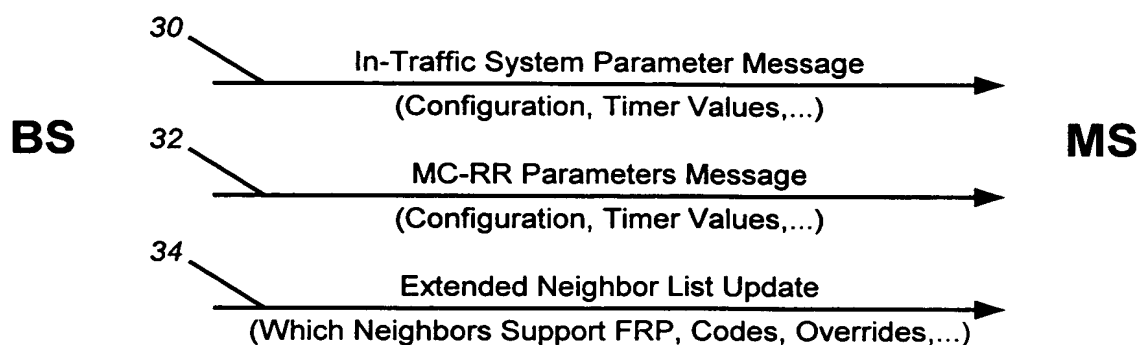 30
In-Traffic System Parameter Message
(Configuration, Timer Values,...)
BS
MS
32
MC-RR Parameters Message
(Configuration, Timer Values,...)
34
Extended Neighbor List Update
(Which Neighbors Support FRP, Codes, Overrides,...)